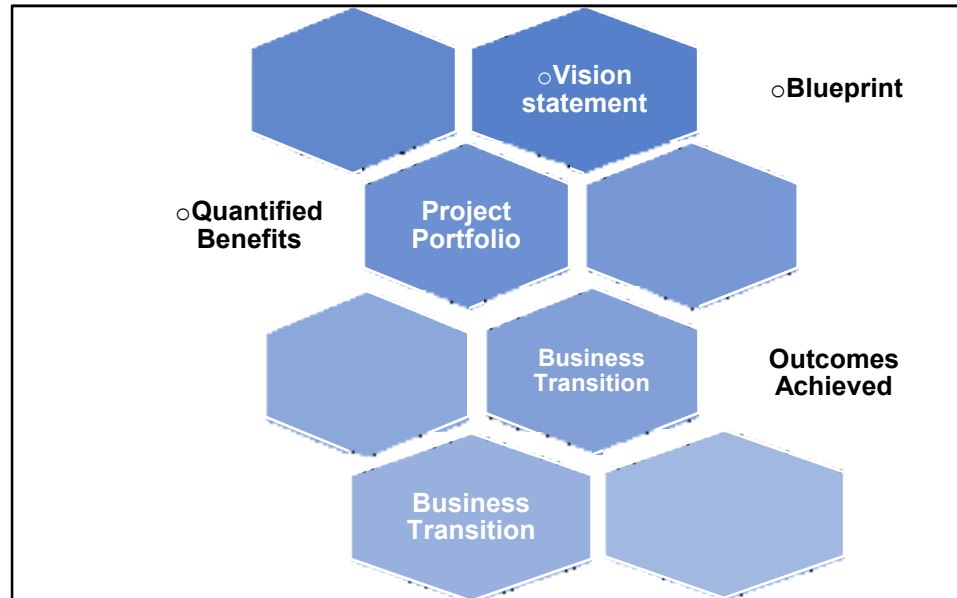 ○Vision
statement
○Blueprint
○Quantified
Benefits
Project
Portfolio
Business
Transition
Outcomes
Achieved
Business
Transition